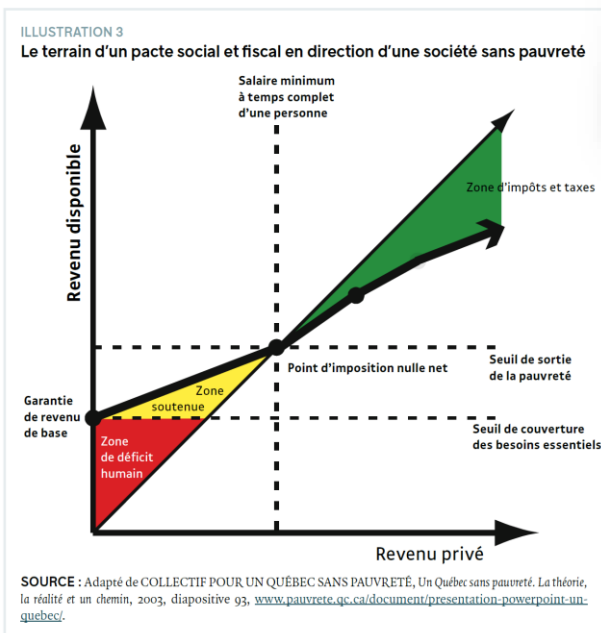 ILLUSTRATION 3
Le terrain d'un pacte social et fiscal en direction d'une société sans pauvreté
Salaire minimum
à temps complet
d'une personne
Revenu disponible
Zone d'impôts et taxes
Point d'imposition nulle net
Seuil de sortie
de la pauvreté
Garantie
de revenu
de base
Zone
soutenue
Seuil de couverture
des besoins essentiels
Zone
de déficit
humain
Revenu privé
SOURCE : Adapté de COLLECTIF POUR UN QUÉBEC SANS PAUVRETÉ, Un Québec sans pauvreté. La théorie,
la réalité et un chemin, 2003, diapositive 93, www.pauvrete.qc.ca/document/presentation-powerpoint-un-
quebec/.